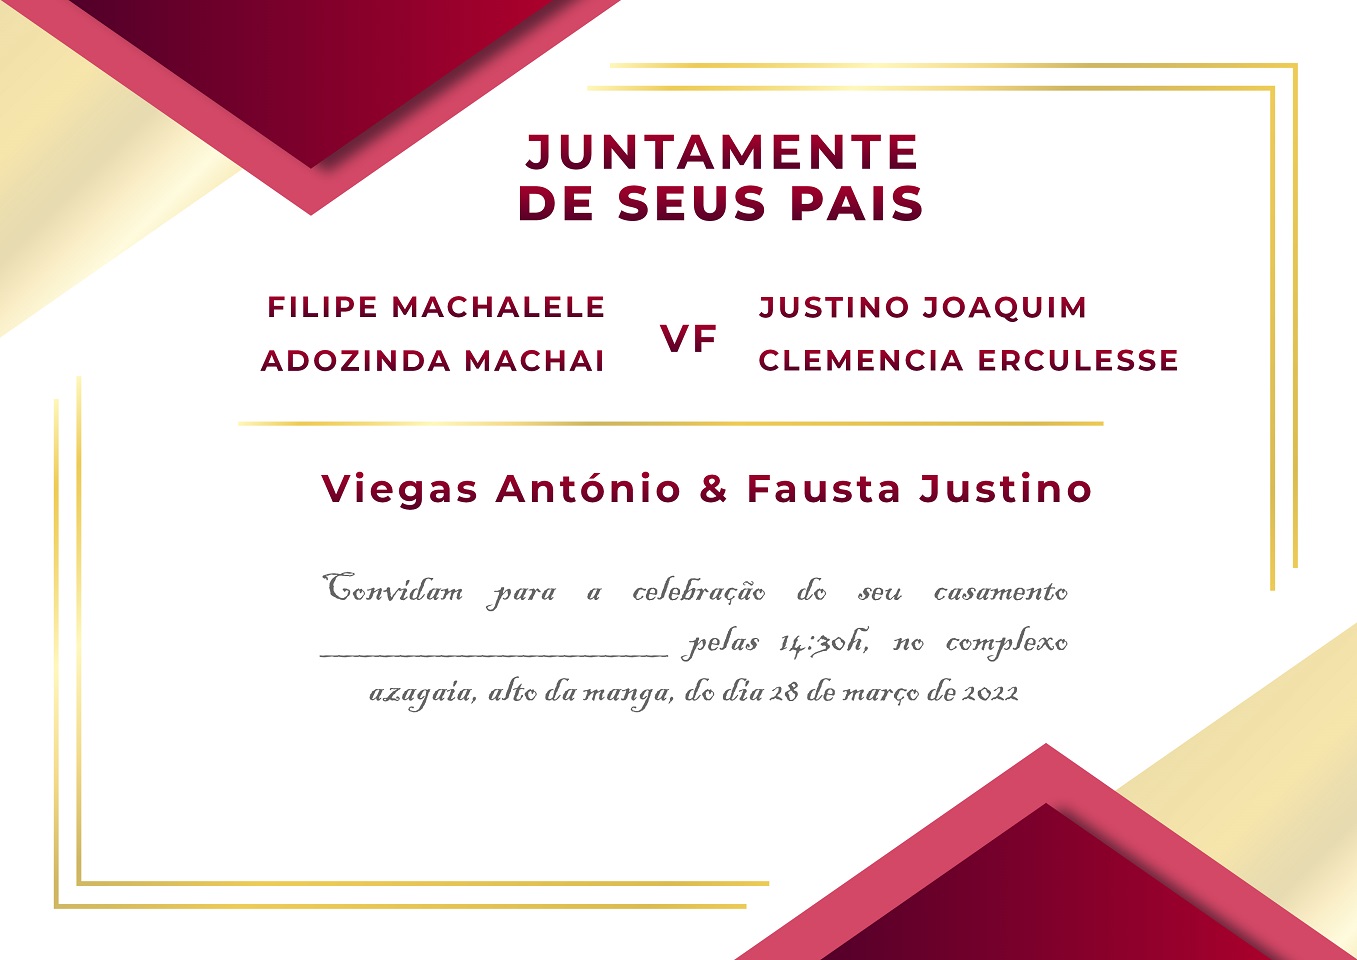 JUNTAMENTE
DE SEUS PAIS
FILIPE MACHALELE
ADOZINDA MACHAI
VF
JUSTINO JOAQUIM
CLEMENCIA ERCULESSE
Viegas António & Fausta Justino
Convidam para a celebração do seu casamento
______________________ pelas 14:30h, no complexo
azagaia, alto da manga, do dia 28 de março de 2022